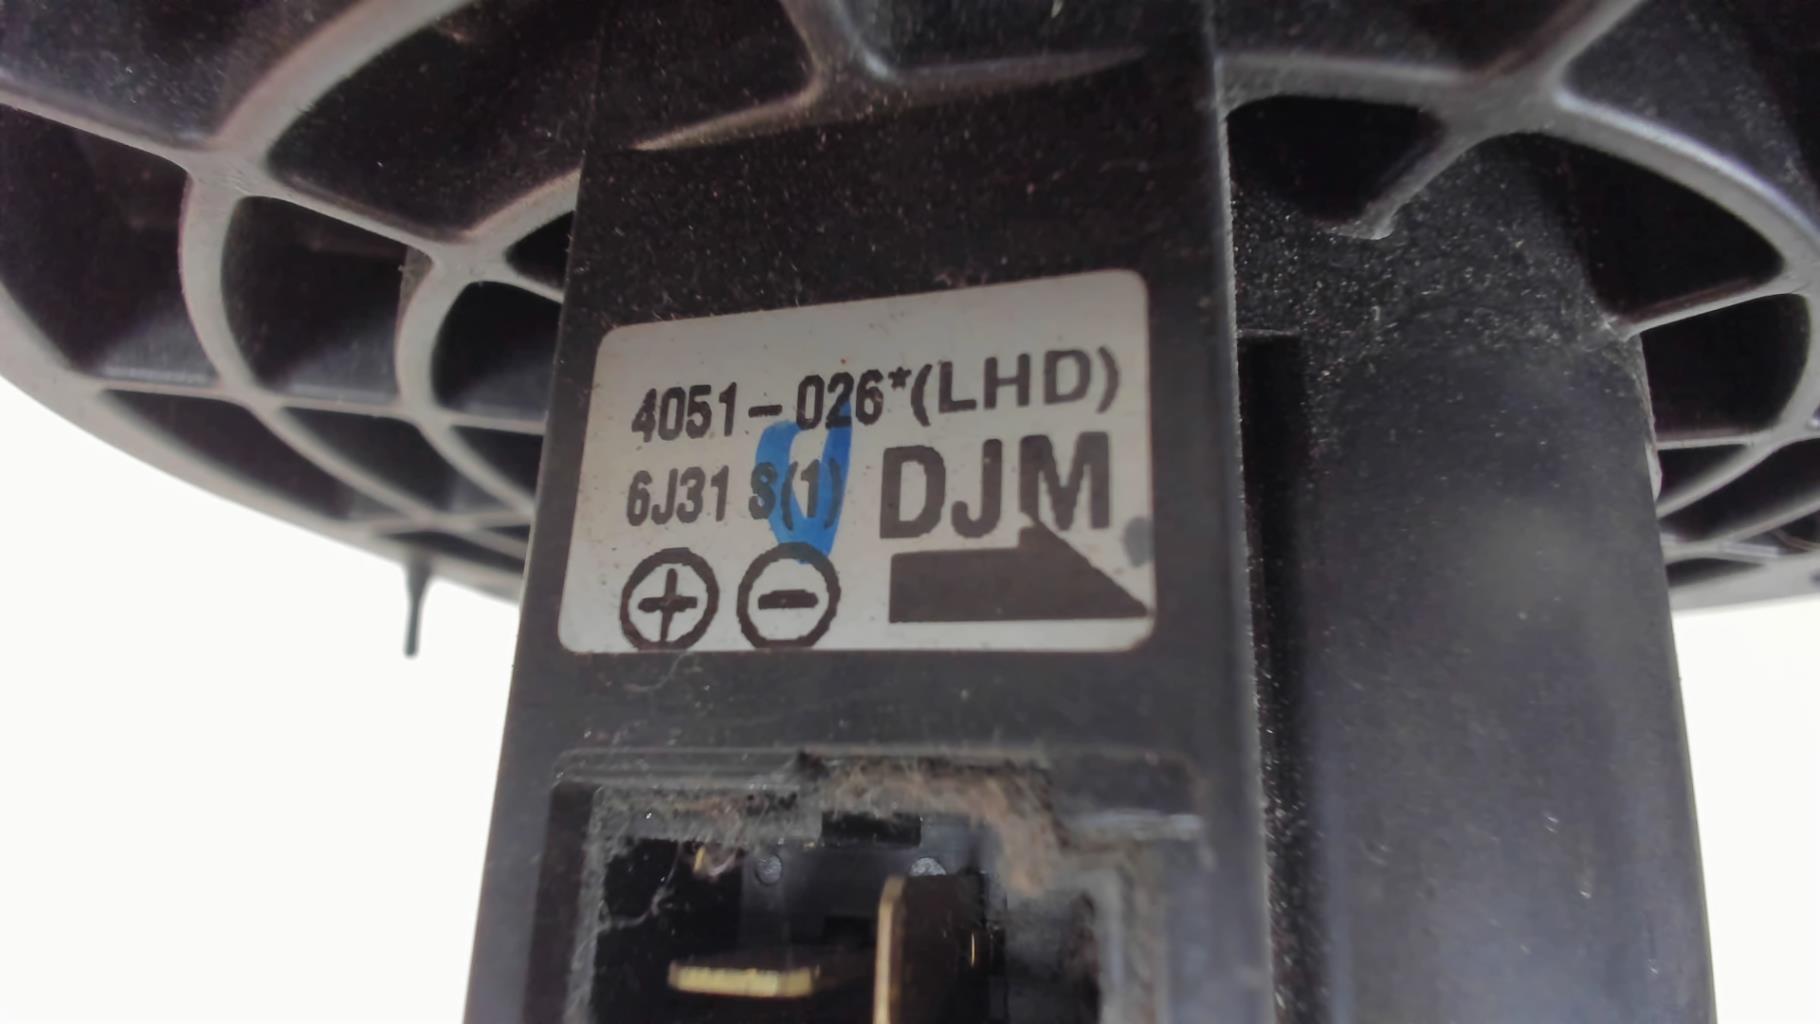 4051-026*(LHD)
6J31 S(1) DJM
+ -